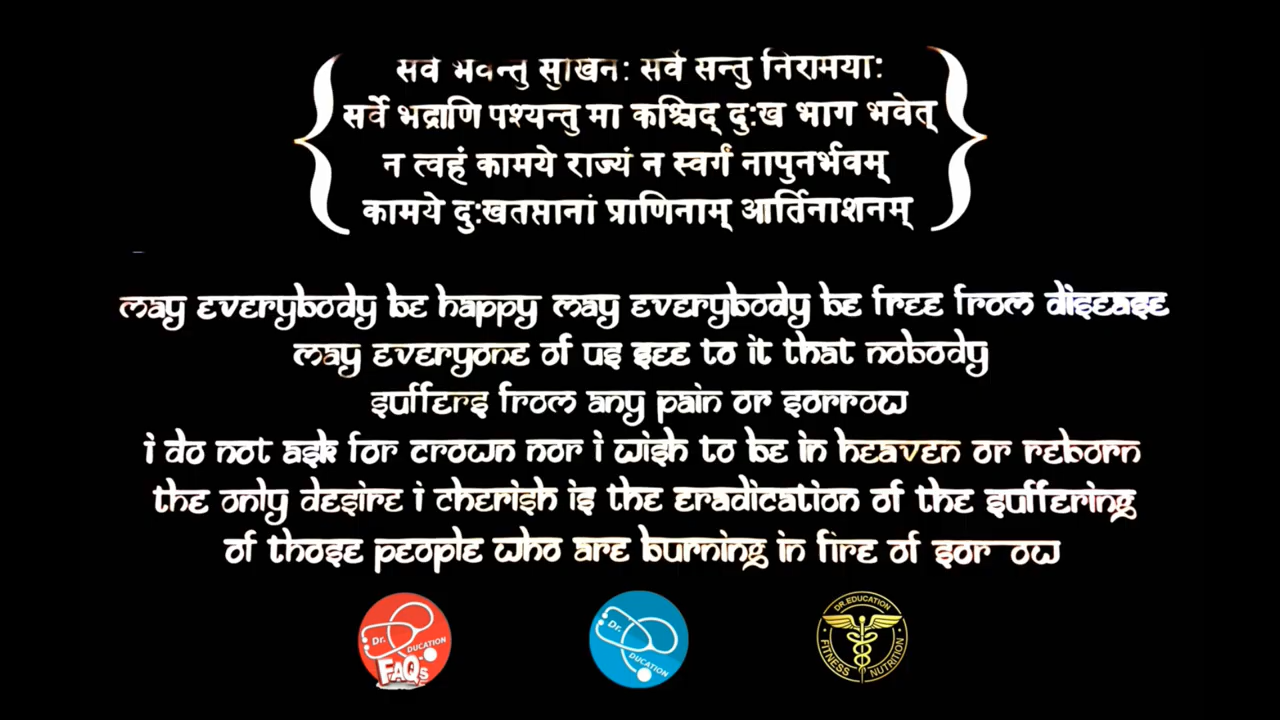 सर्वे भवन्तु सुखिन: सर्वे सन्तु निरामया:
सर्वे भद्राणि पश्यन्तु मा कश्चिद् दु:ख भाग भवेत्
न त्वहं कामये राज्यं न स्वर्गं नापुनर्भवम्
कामये दु:खतप्तानां प्राणिनाम् आर्तिनाशनम्
may everybody be happy may everybody be free from disease
may everyone of us see to it that nobody
suffers from any pain or sorrow
i do not ask for crown nor i wish to be in heaven or reborn
the only desire i cherish is the eradication of the suffering
of those people who are burning in fire of sor ow
Dr. DUCATION FAQs
Dr. DUCATION
DR.EDUCATION FITNESS NUTRITION